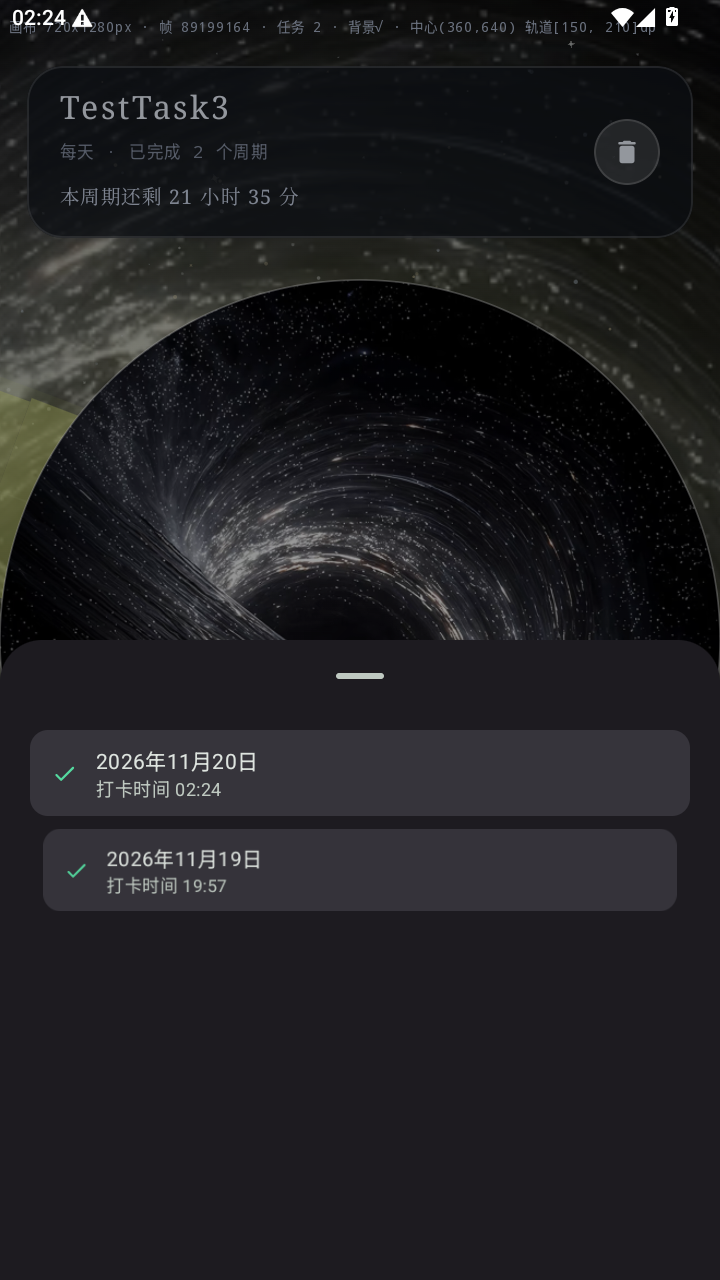 02:24
画布 720x1280px · 帧 89199164 · 任务 2 · 背景√ · 中心(360,640) 轨道[150, 210]dp
TestTask3
每天 · 已完成 2 个周期
本周期还剩 21 小时 35 分
2026年11月20日
打卡时间 02:24
2026年11月19日
打卡时间 19:57